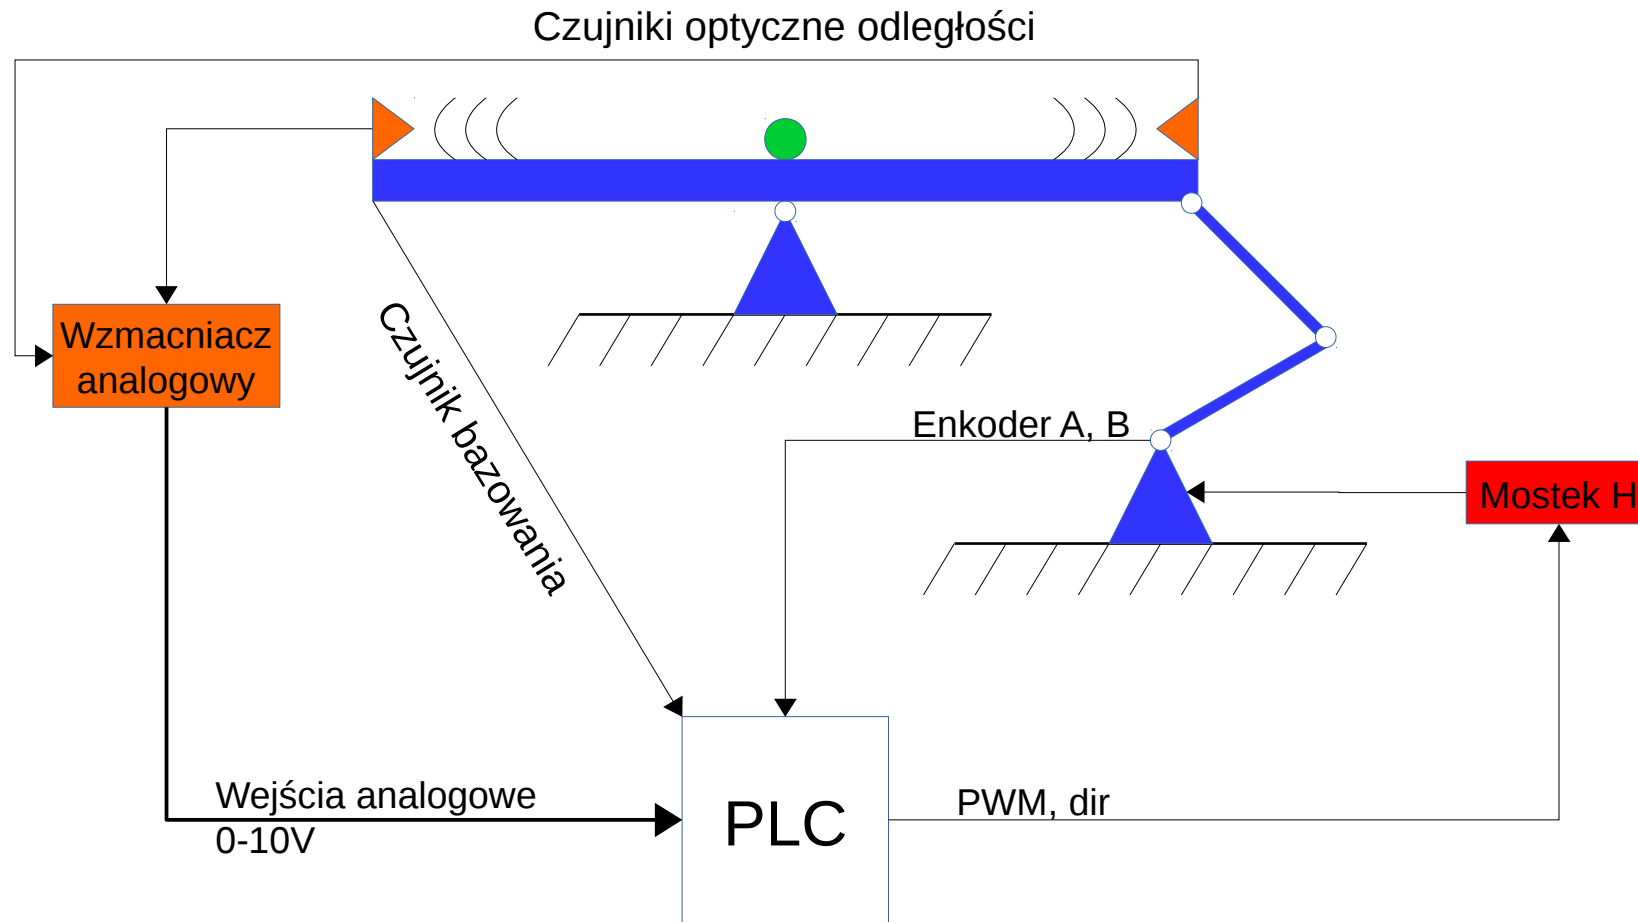 Czujniki optyczne odległości
Wzmacniacz
analogowy
Czujnik bazowania
Enkoder A, B
Mostek H
Wejścia analogowe
0-10V
PLC
PWM, dir